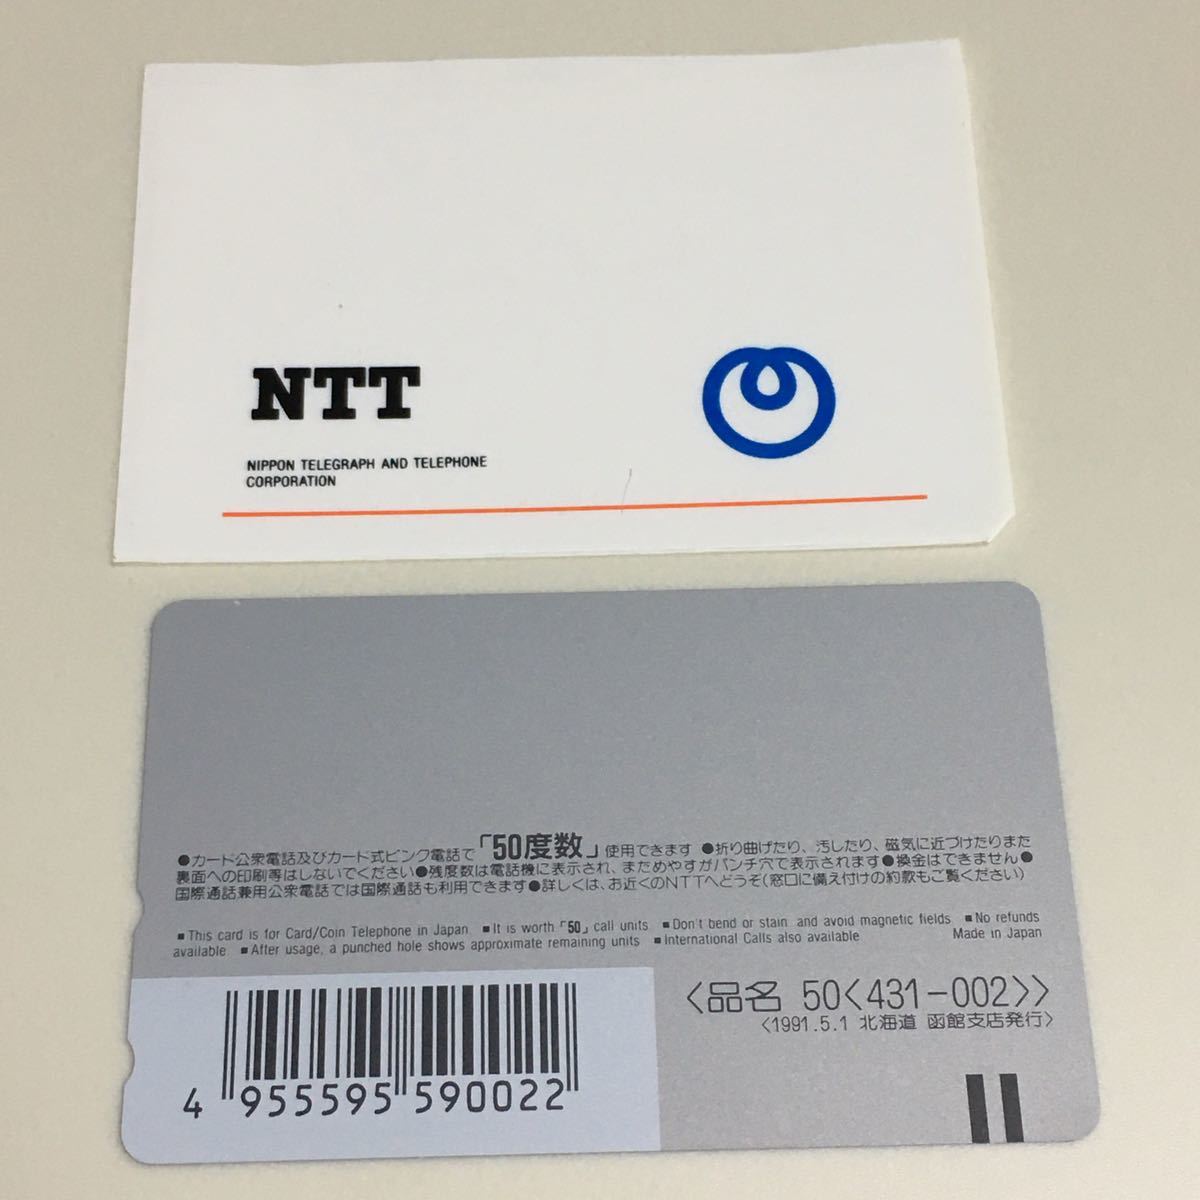 NTT
NIPPON TELEGRAPH AND TELEPHONE
CORPORATION
●カード公衆電話及びカード式ピンク電話で「50度数」使用できます ●折り曲げたり、汚したり、磁気に近づけたりまた
裏面への印刷等はしないでください●残度数は電話機に表示され、まためやすがパンチ穴で表示されます●換金はできません●
国際通話兼用公衆電話では国際通話も利用できます●詳しくは、お近くのNTTへどうぞ(窓口に備え付けの約款もご覧ください)
■This card is for Card/Coin Telephone in Japan ■It is worth「50」call units ■Don't bend or stain and avoid magnetic fields ■No refunds
available ■After usage, a punched hole shows approximate remaining units ■International Calls also available Made in Japan
〈品名 50〈431-002〉〉
〈1991.5.1 北海道 函館支店発行〉
4 955595 590022